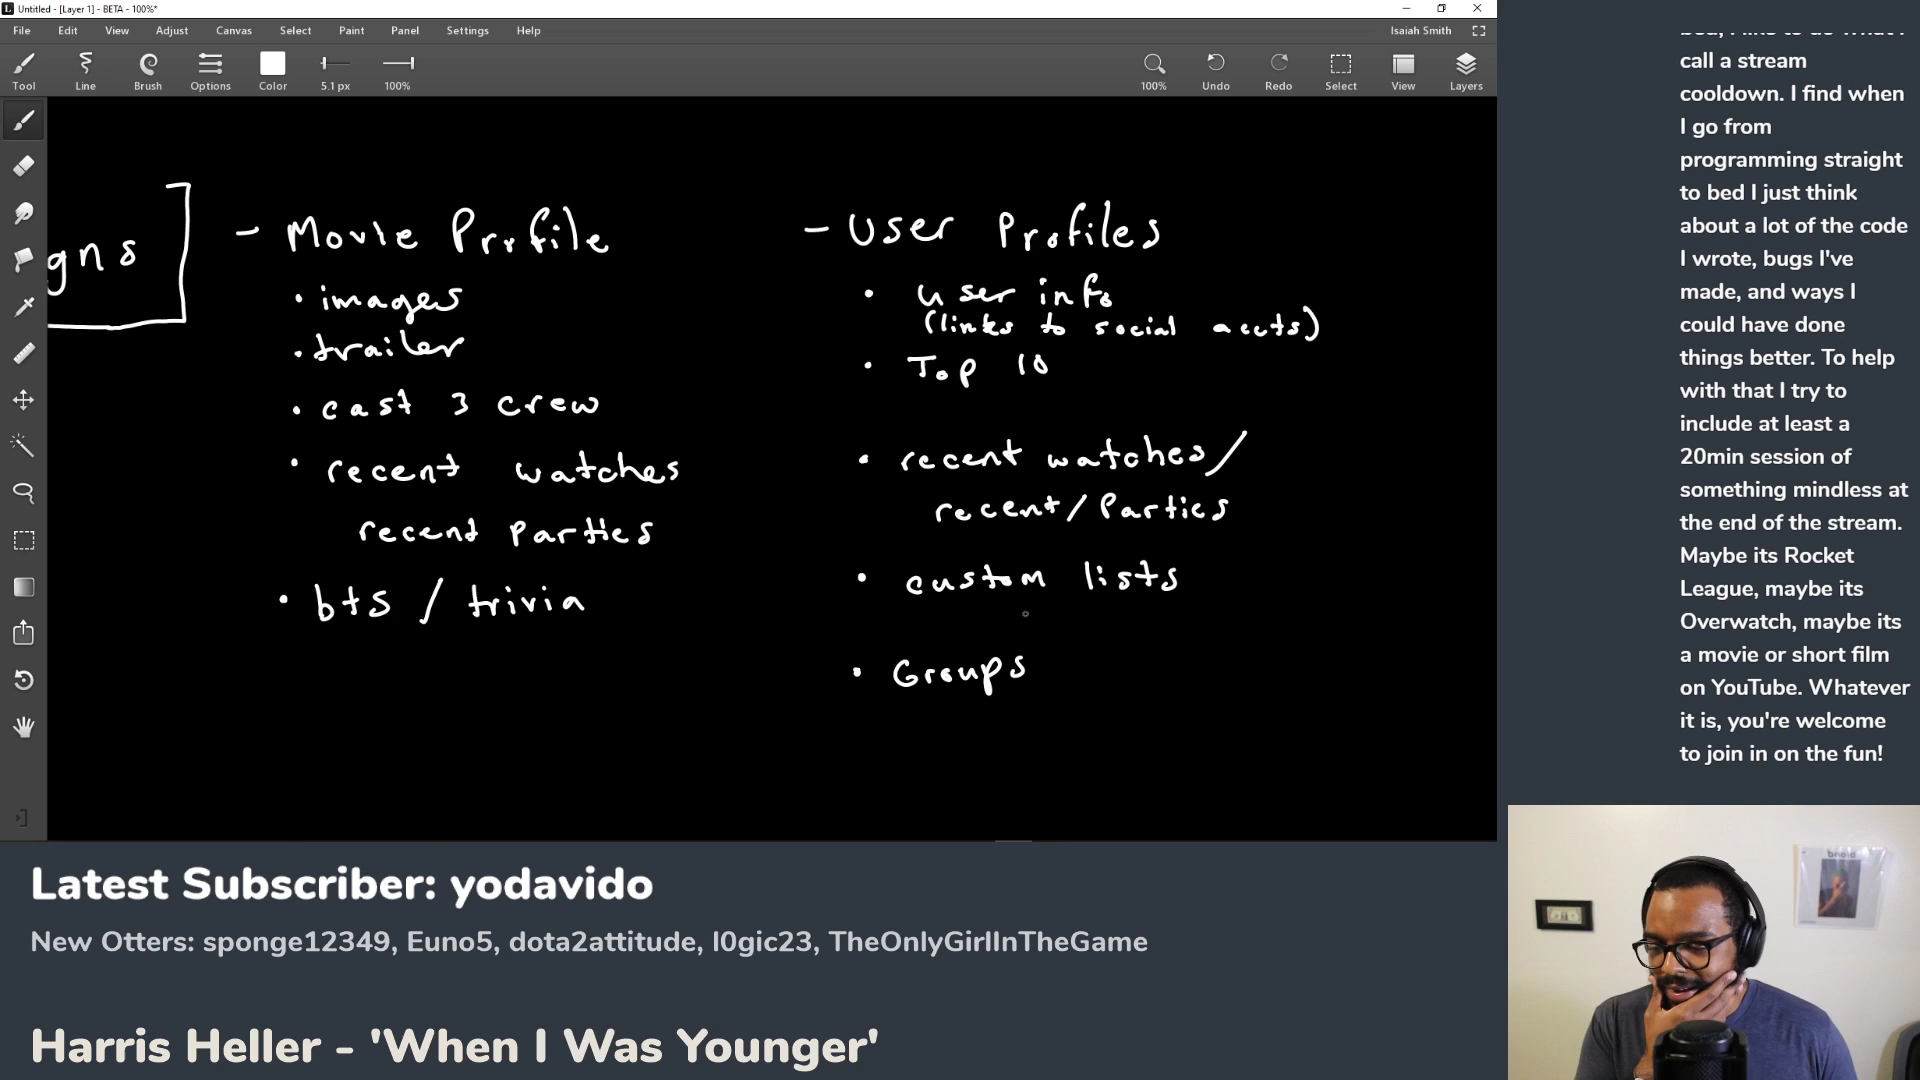 Untitled - [Layer 1] - BETA - 100%*
File Edit View Adjust Canvas Select Paint Panel Settings Help
Isaiah Smith
Tool Line Brush Options Color 5.1 px 100%
100% Undo Redo Select View Layers
gns
- Movie Profile
• images
• trailer
• cast & crew
• recent watches
recent parties
• bts / trivia
- User Profiles
• user info
(links to social accts)
• Top 10
• recent watches/
recent/Parties
• custom lists
• Groups
call a stream
cooldown. I find when
I go from
programming straight
to bed I just think
about a lot of the code
I wrote, bugs I've
made, and ways I
could have done
things better. To help
with that I try to
include at least a
20min session of
something mindless at
the end of the stream.
Maybe its Rocket
League, maybe its
Overwatch, maybe its
a movie or short film
on YouTube. Whatever
it is, you're welcome
to join in on the fun!
Latest Subscriber: yodavido
New Otters: sponge12349, Euno5, dota2attitude, l0gic23, TheOnlyGirlInTheGame
Harris Heller - 'When I Was Younger'